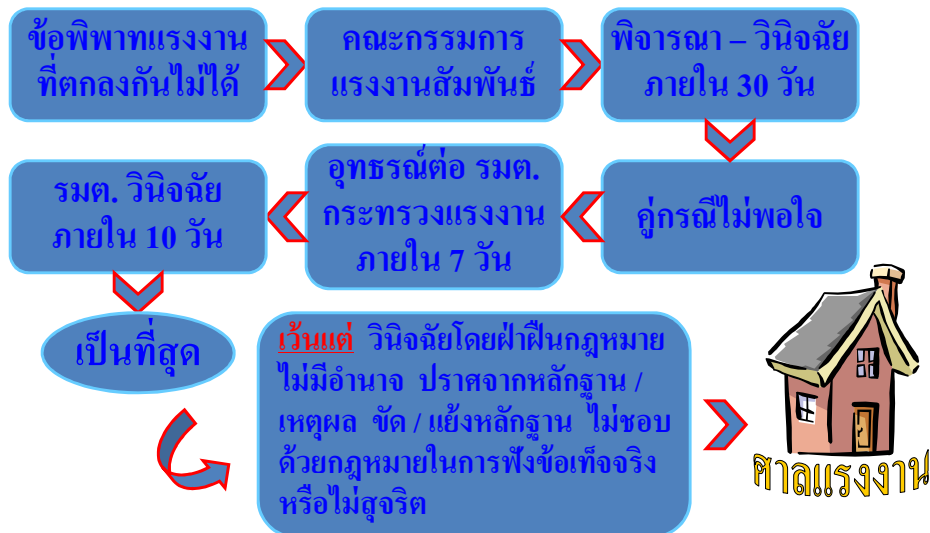 ข้อพิพาทแรงงาน
ที่ตกลงกันไม่ได้
คณะกรรมการ
แรงงานสัมพันธ์
พิจารณา – วินิจฉัย
ภายใน 30 วัน
คู่กรณีไม่พอใจ
อุทธรณ์ต่อ รมต.
กระทรวงแรงงาน
ภายใน 7 วัน
รมต. วินิจฉัย
ภายใน 10 วัน
เป็นที่สุด
เว้นแต่ วินิจฉัยโดยฝ่าฝืนกฎหมาย
ไม่มีอำนาจ ปราศจากหลักฐาน /
เหตุผล ขัด / แย้งหลักฐาน ไม่ชอบ
ด้วยกฎหมายในการฟังข้อเท็จจริง
หรือไม่สุจริต
ศาลแรงงาน